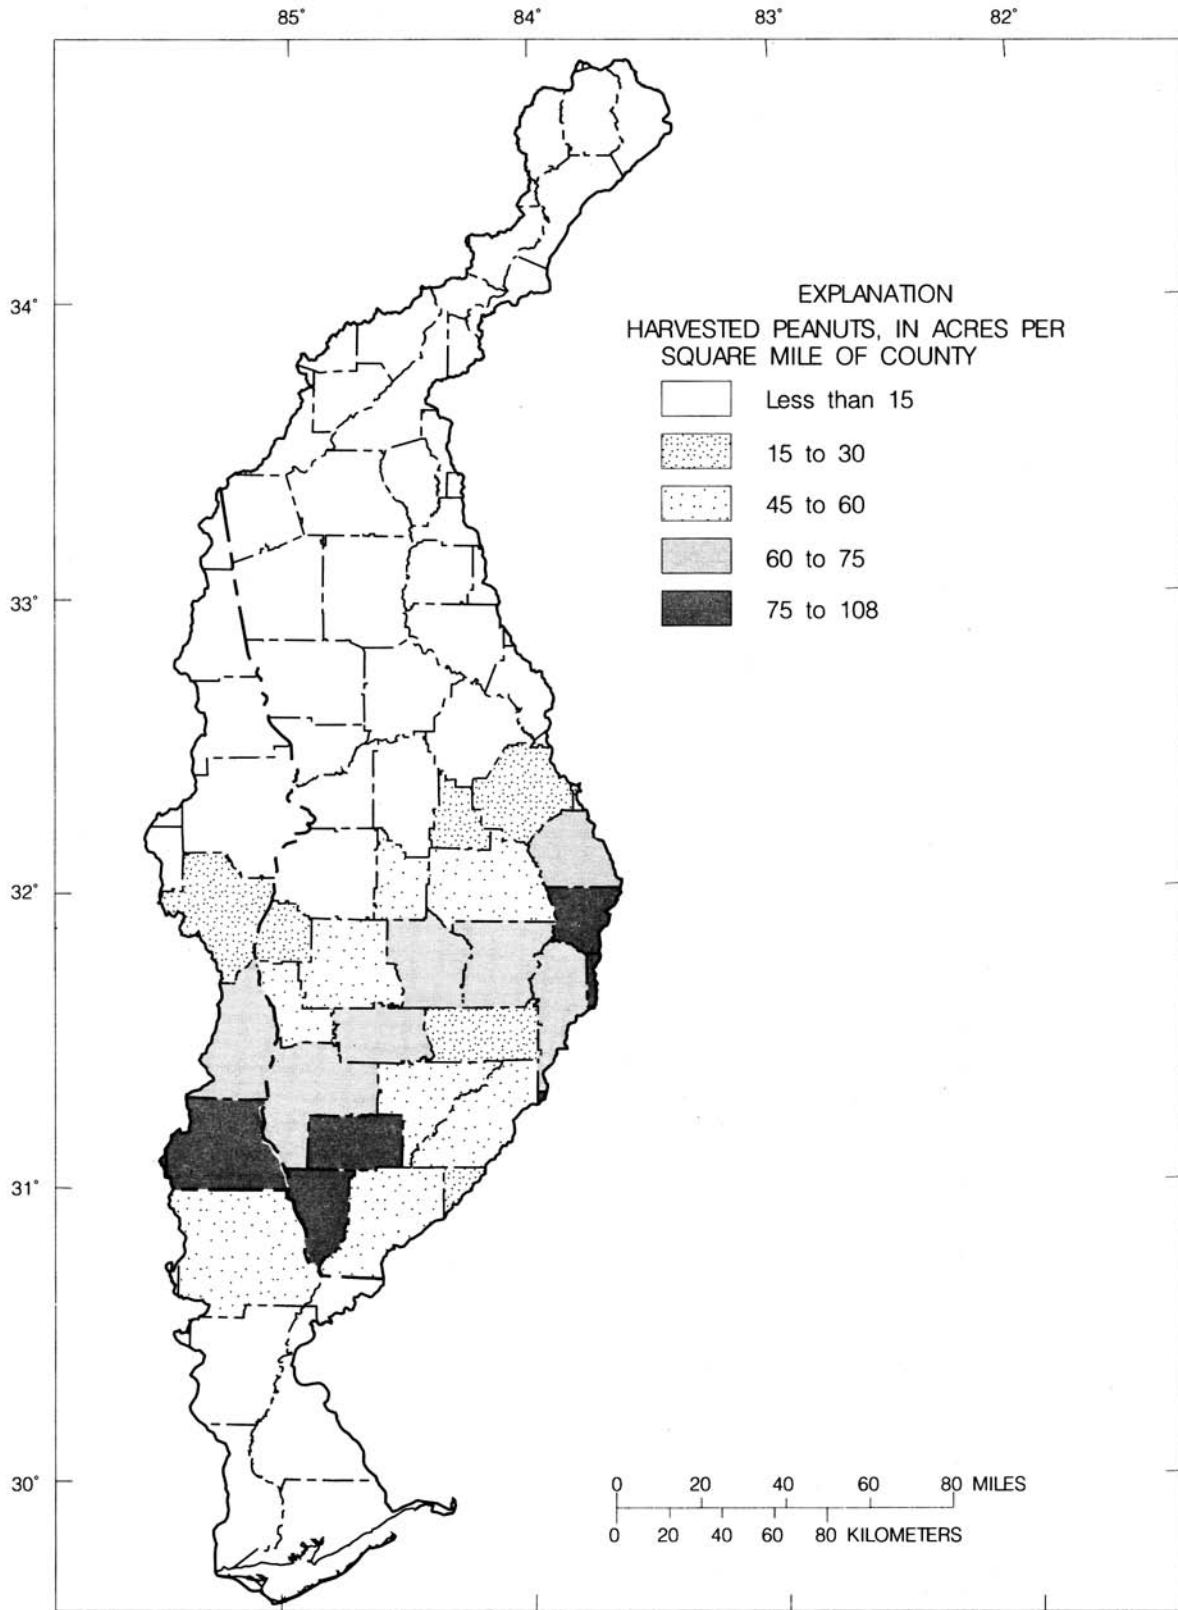 85° 84° 83° 82°
34°
33°
32°
31°
30°
EXPLANATION
HARVESTED PEANUTS, IN ACRES PER
SQUARE MILE OF COUNTY
Less than 15
15 to 30
45 to 60
60 to 75
75 to 108
0 20 40 60 80 MILES
0 20 40 60 80 KILOMETERS